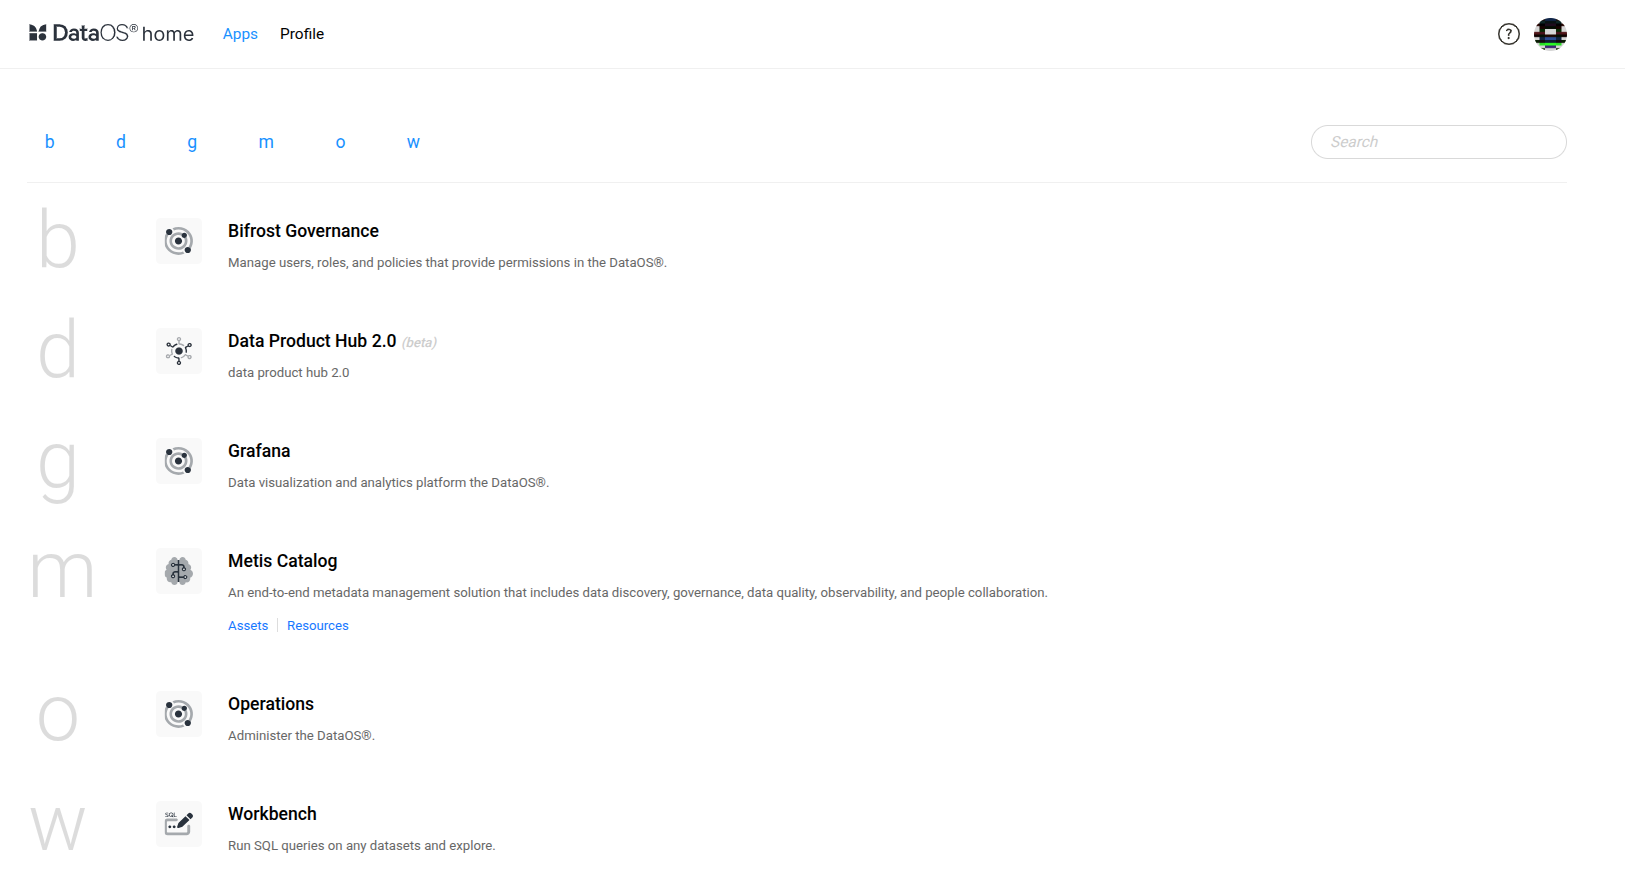 DataOS® home Apps Profile ?
b d g m o w Search
b
Bifrost Governance
Manage users, roles, and policies that provide permissions in the DataOS®.
d
Data Product Hub 2.0 (beta)
data product hub 2.0
g
Grafana
Data visualization and analytics platform the DataOS®.
m
Metis Catalog
An end-to-end metadata management solution that includes data discovery, governance, data quality, observability, and people collaboration.
Assets Resources
o
Operations
Administer the DataOS®.
w
SQL
Workbench
Run SQL queries on any datasets and explore.